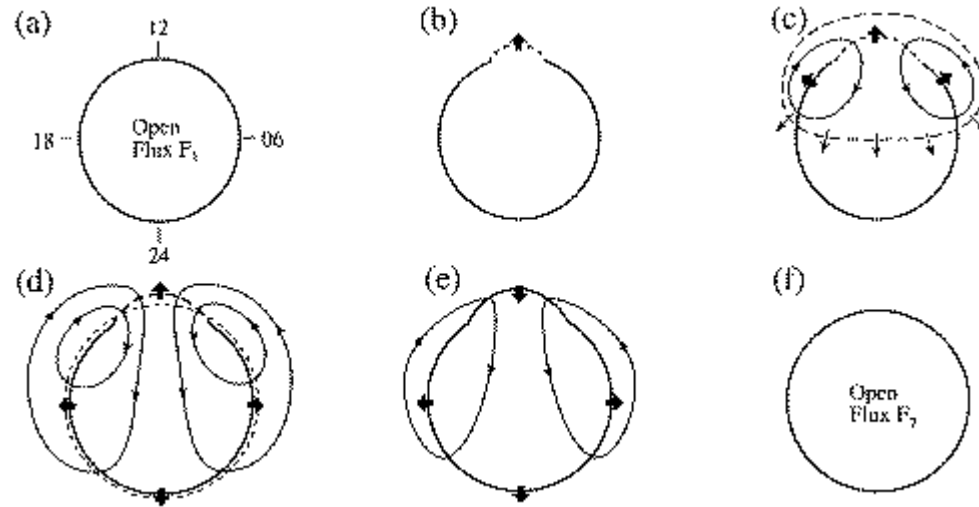 (a)
12
18
Open
Flux F₁
06
24
(b)
(c)
(d)
(e)
(f)
Open
Flux F₂